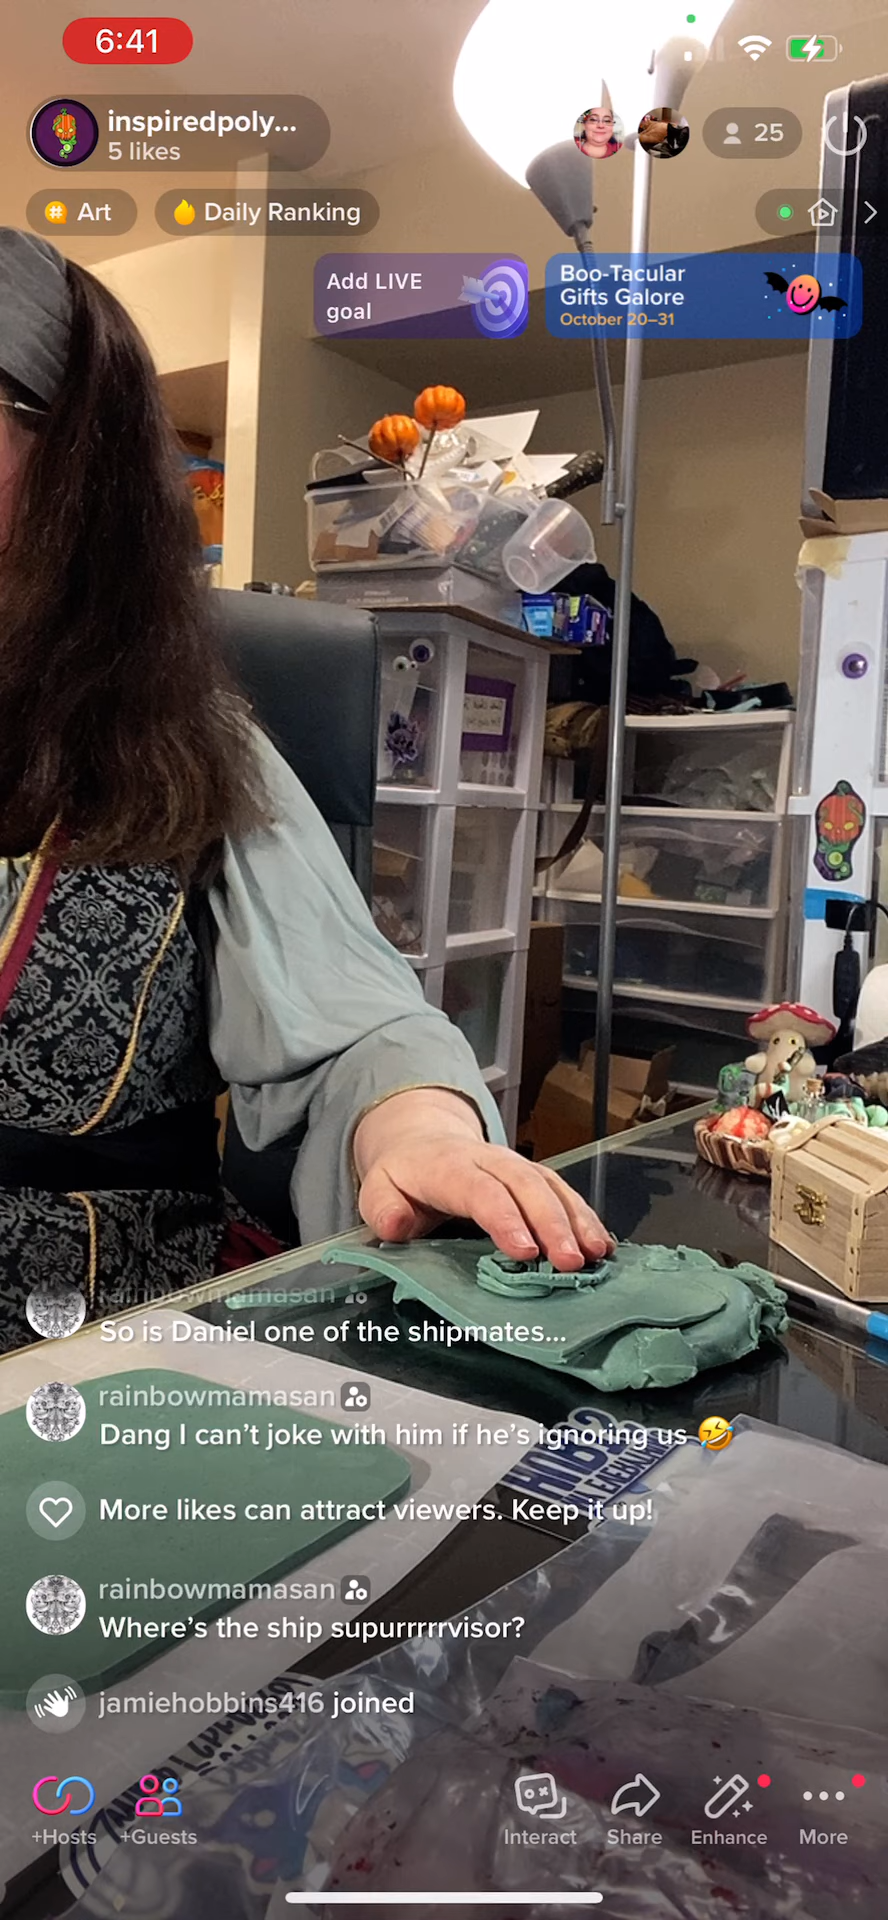 6:41
inspiredpoly...
5 likes
25
Art
Daily Ranking
Add LIVE
goal
Boo-Tacular
Gifts Galore
October 20–31
rainbowmamasan
So is Daniel one of the shipmates...
rainbowmamasan
Dang I can't joke with him if he's ignoring us 🤣
More likes can attract viewers. Keep it up!
rainbowmamasan
Where's the ship supurrrrrvisor?
jamiehobbins416 joined
+Hosts
+Guests
Interact
Share
Enhance
More